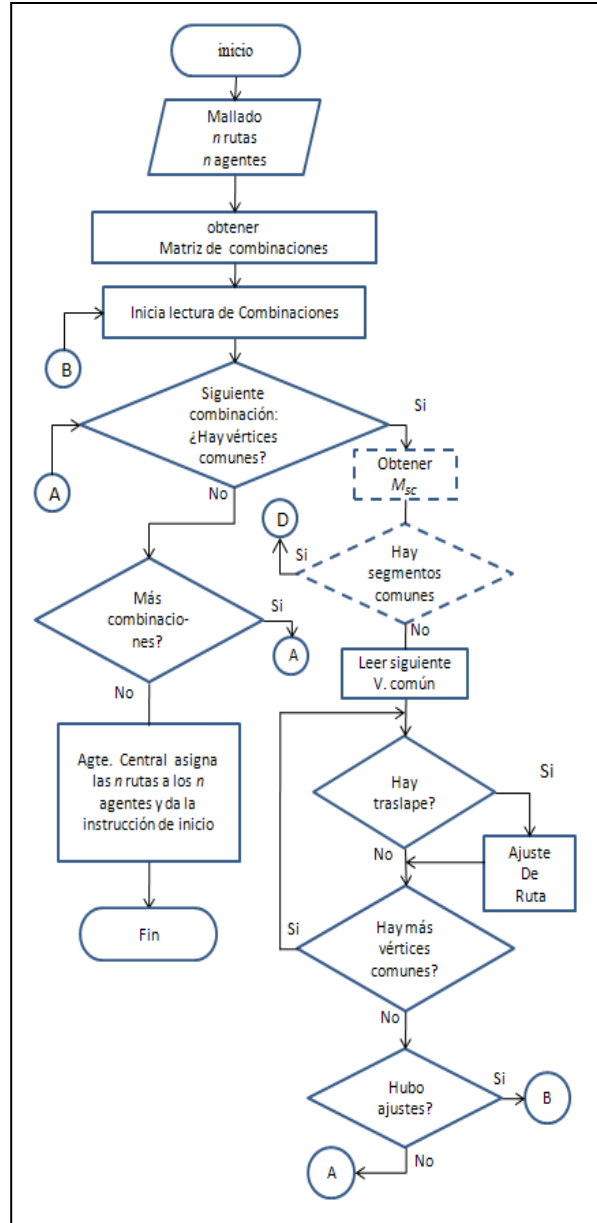 inicio
Mallado
n rutas
n agentes
obtener
Matriz de combinaciones
Inicia lectura de Combinaciones
B
Siguiente
combinación:
¿Hay vértices
comunes?
Si
No
A
Obtener
Msc
D
Si
Hay
segmentos
comunes
No
Más
combinacio-
nes?
Si
A
No
Leer siguiente
V. común
Agte. Central asigna
las n rutas a los n
agentes y da la
instrucción de inicio
Hay
traslape?
Si
No
Ajuste
De
Ruta
Fin
Si
Hay más
vértices
comunes?
No
Hubo
ajustes?
Si
B
No
A